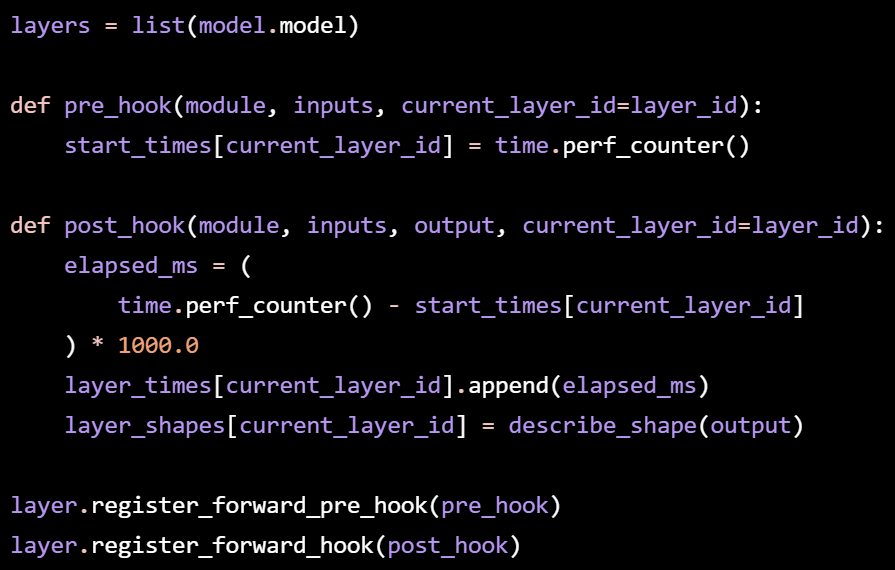 layers = list(model.model)
def pre_hook(module, inputs, current_layer_id=layer_id):
    start_times[current_layer_id] = time.perf_counter()
def post_hook(module, inputs, output, current_layer_id=layer_id):
    elapsed_ms = (
        time.perf_counter() - start_times[current_layer_id]
    ) * 1000.0
    layer_times[current_layer_id].append(elapsed_ms)
    layer_shapes[current_layer_id] = describe_shape(output)
layer.register_forward_pre_hook(pre_hook)
layer.register_forward_hook(post_hook)